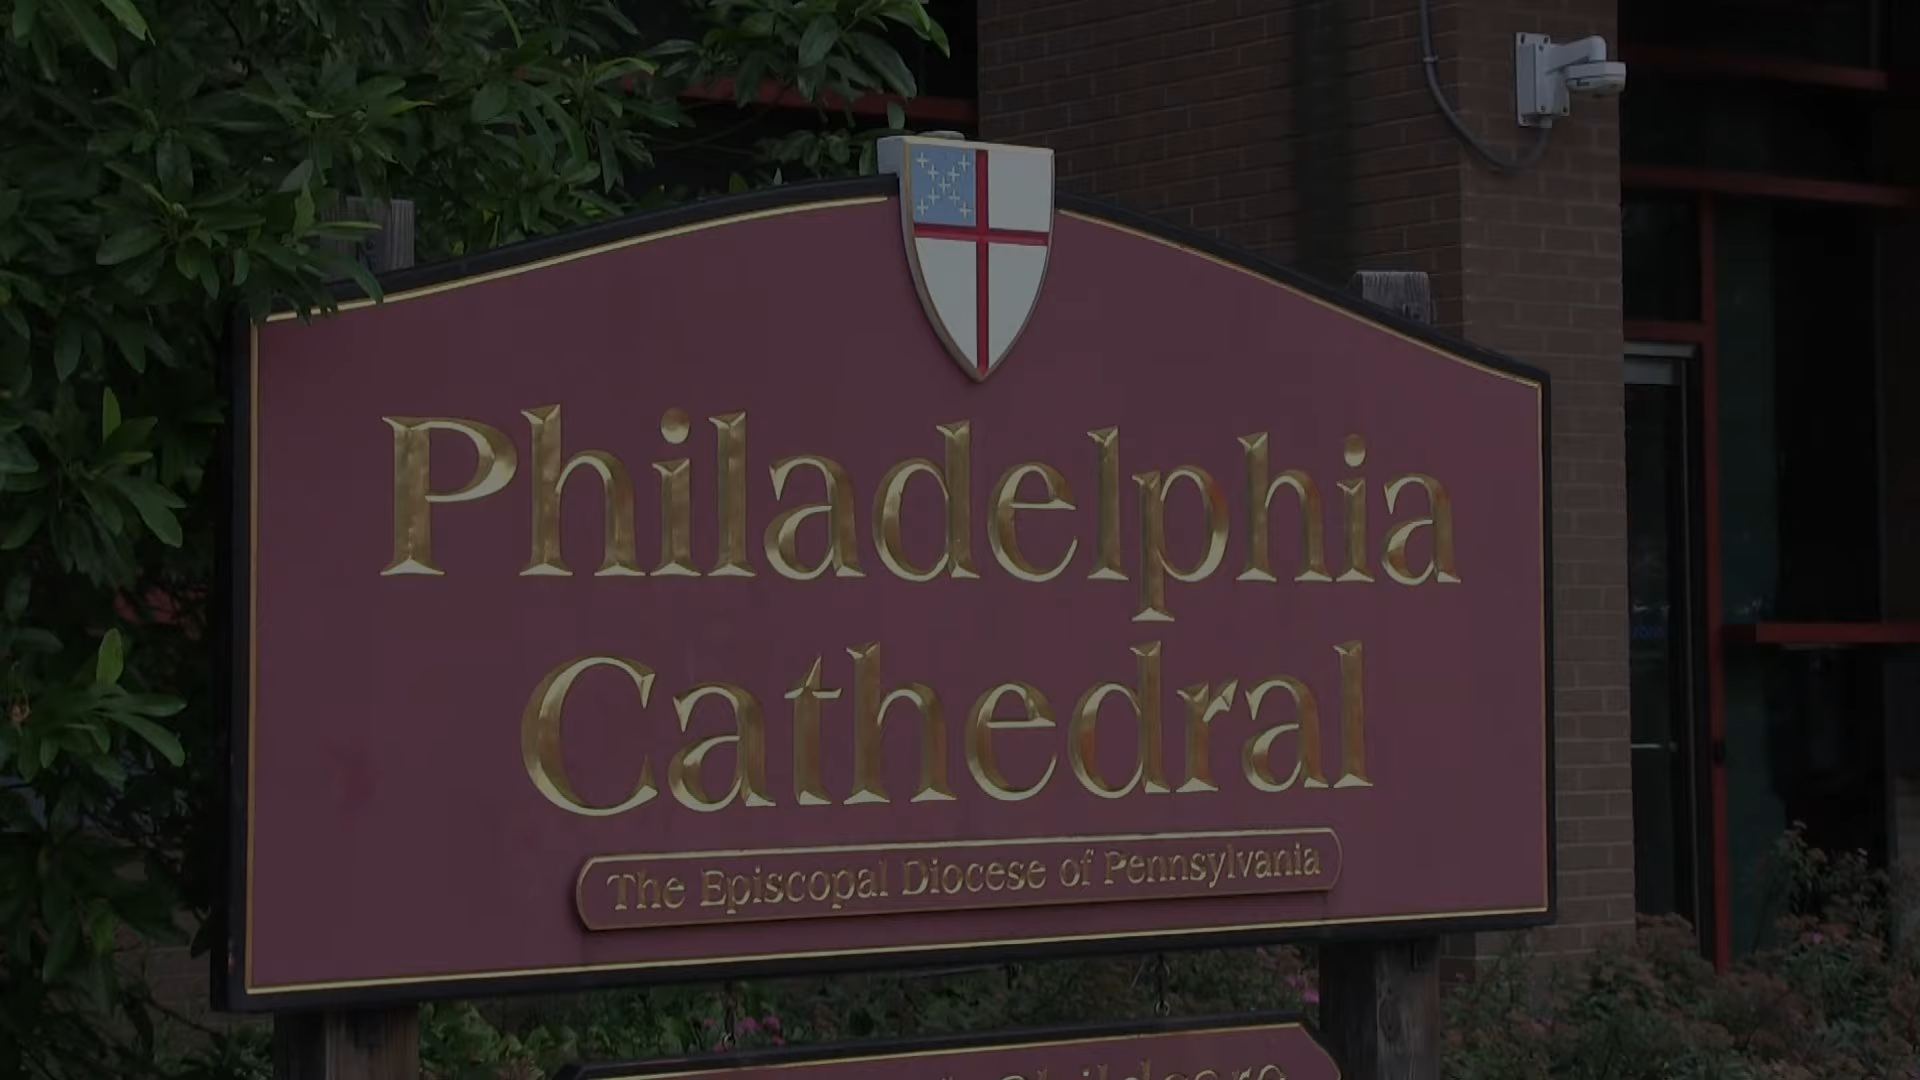 Philadelphia
Cathedral
The Episcopal Diocese of Pennsylvania